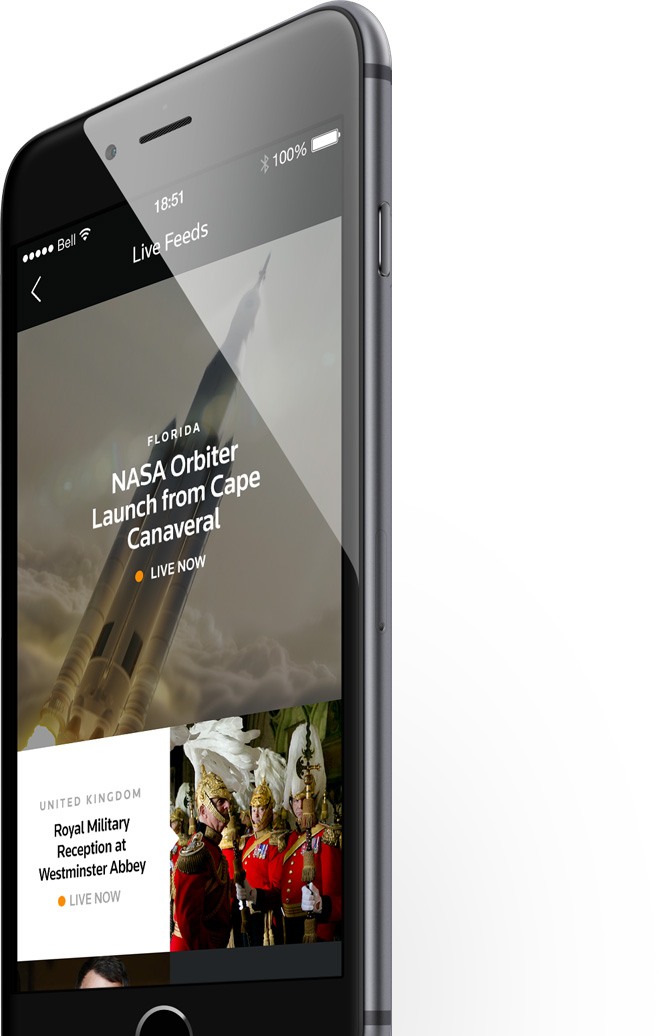 Bell 18:51 100%
Live Feeds
FLORIDA
NASA Orbiter
Launch from Cape
Canaveral
LIVE NOW
UNITED KINGDOM
Royal Military
Reception at
Westminster Abbey
LIVE NOW